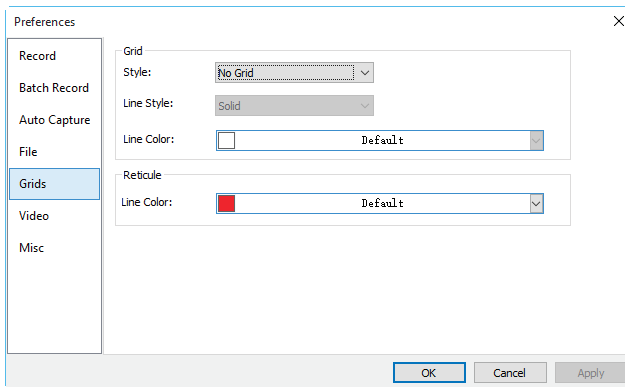 Preferences
Record
Batch Record
Auto Capture
File
Grids
Video
Misc
Grid
Style: No Grid
Line Style: Solid
Line Color: Default
Reticule
Line Color: Default
OK Cancel Apply